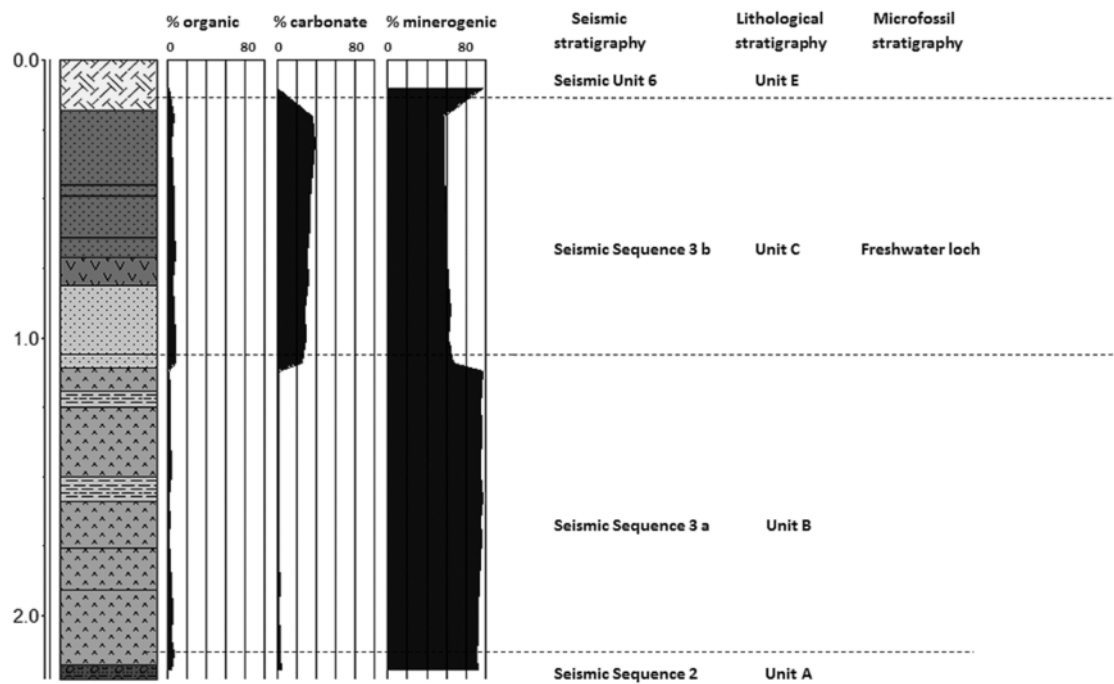 % organic % carbonate % minerogenic Seismic Lithological Microfossil
stratigraphy stratigraphy stratigraphy
0 80 0 80 0 80
0.0
Seismic Unit 6 Unit E
Seismic Sequence 3 b Unit C Freshwater loch
1.0
Seismic Sequence 3 a Unit B
2.0
Seismic Sequence 2 Unit A